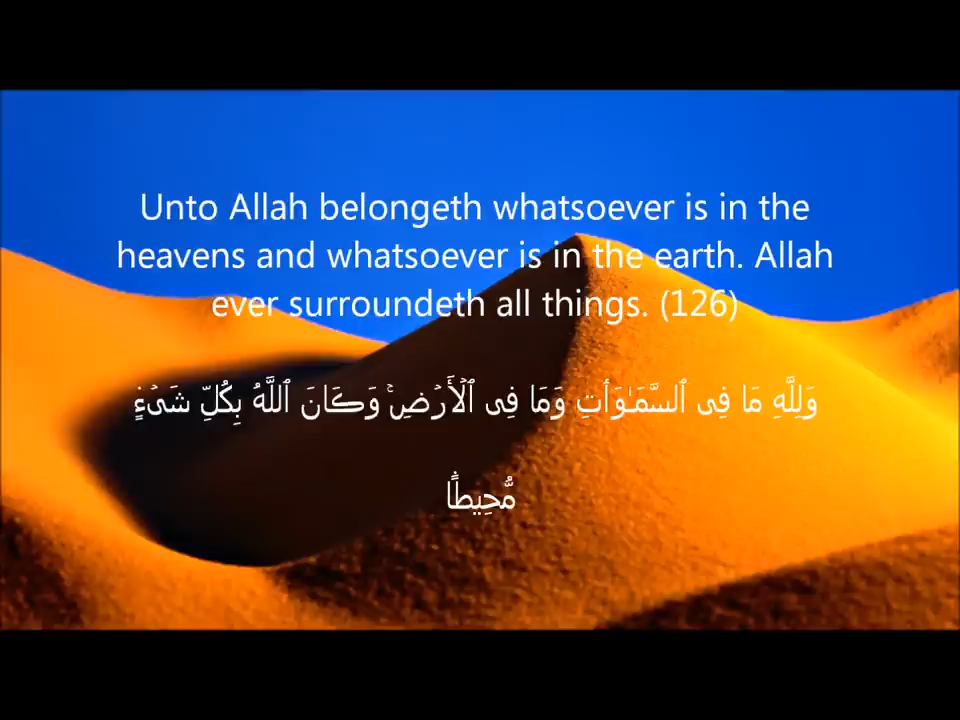 Unto Allah belongeth whatsoever is in the
heavens and whatsoever is in the earth. Allah
ever surroundeth all things. (126)
وَلِلَّهِ مَا فِى ٱلسَّمَـٰوَٲتِ وَمَا فِى ٱلۡأَرۡضِ‌ۚ وَڪَانَ ٱللَّهُ بِكُلِّ شَىۡءٍ۬
مُّحِيطً۬ا